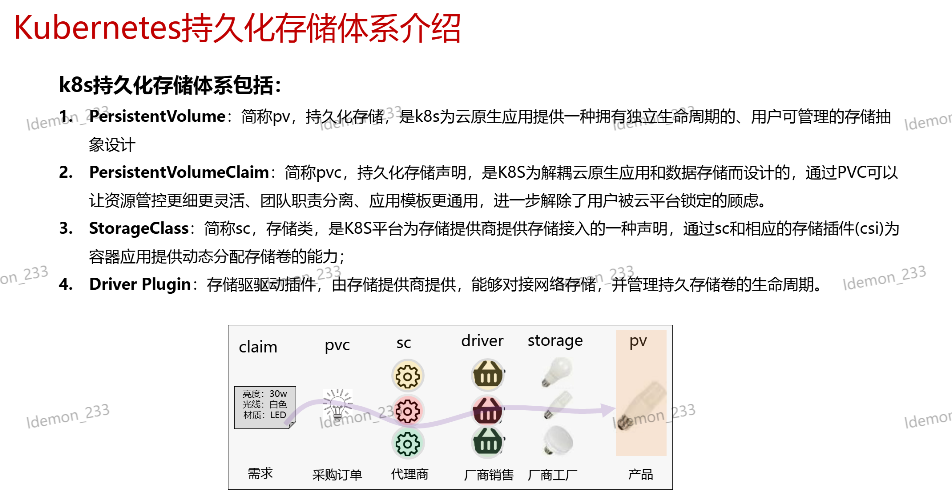 Kubernetes持久化存储体系介绍
k8s持久化存储体系包括：
1. PersistentVolume：简称pv，持久化存储，是k8s为云原生应用提供一种拥有独立生命周期的、用户可管理的存储抽
象设计
2. PersistentVolumeClaim：简称pvc，持久化存储声明，是K8S为解耦云原生应用和数据存储而设计的，通过PVC可以
让资源管控更细更灵活、团队职责分离、应用模板更通用，进一步解除了用户被云平台锁定的顾虑。
3. StorageClass：简称sc，存储类，是K8S平台为存储提供商提供存储接入的一种声明，通过sc和相应的存储插件(csi)为
容器应用提供动态分配存储卷的能力；
4. Driver Plugin：存储驱驱动插件，由存储提供商提供，能够对接网络存储，并管理持久存储卷的生命周期。
claim pvc sc driver storage pv
亮度：30w
光线：白色
材质：LED
需求 采购订单 代理商 厂商销售 厂商工厂 产品
ldemon_233
ldemon_233
ldemon_233
ldemon
demon_233
ldemon_233
ldemon_233
ldemon_233
ldemon_233
ldemon_233
ldemon_233
ldemon